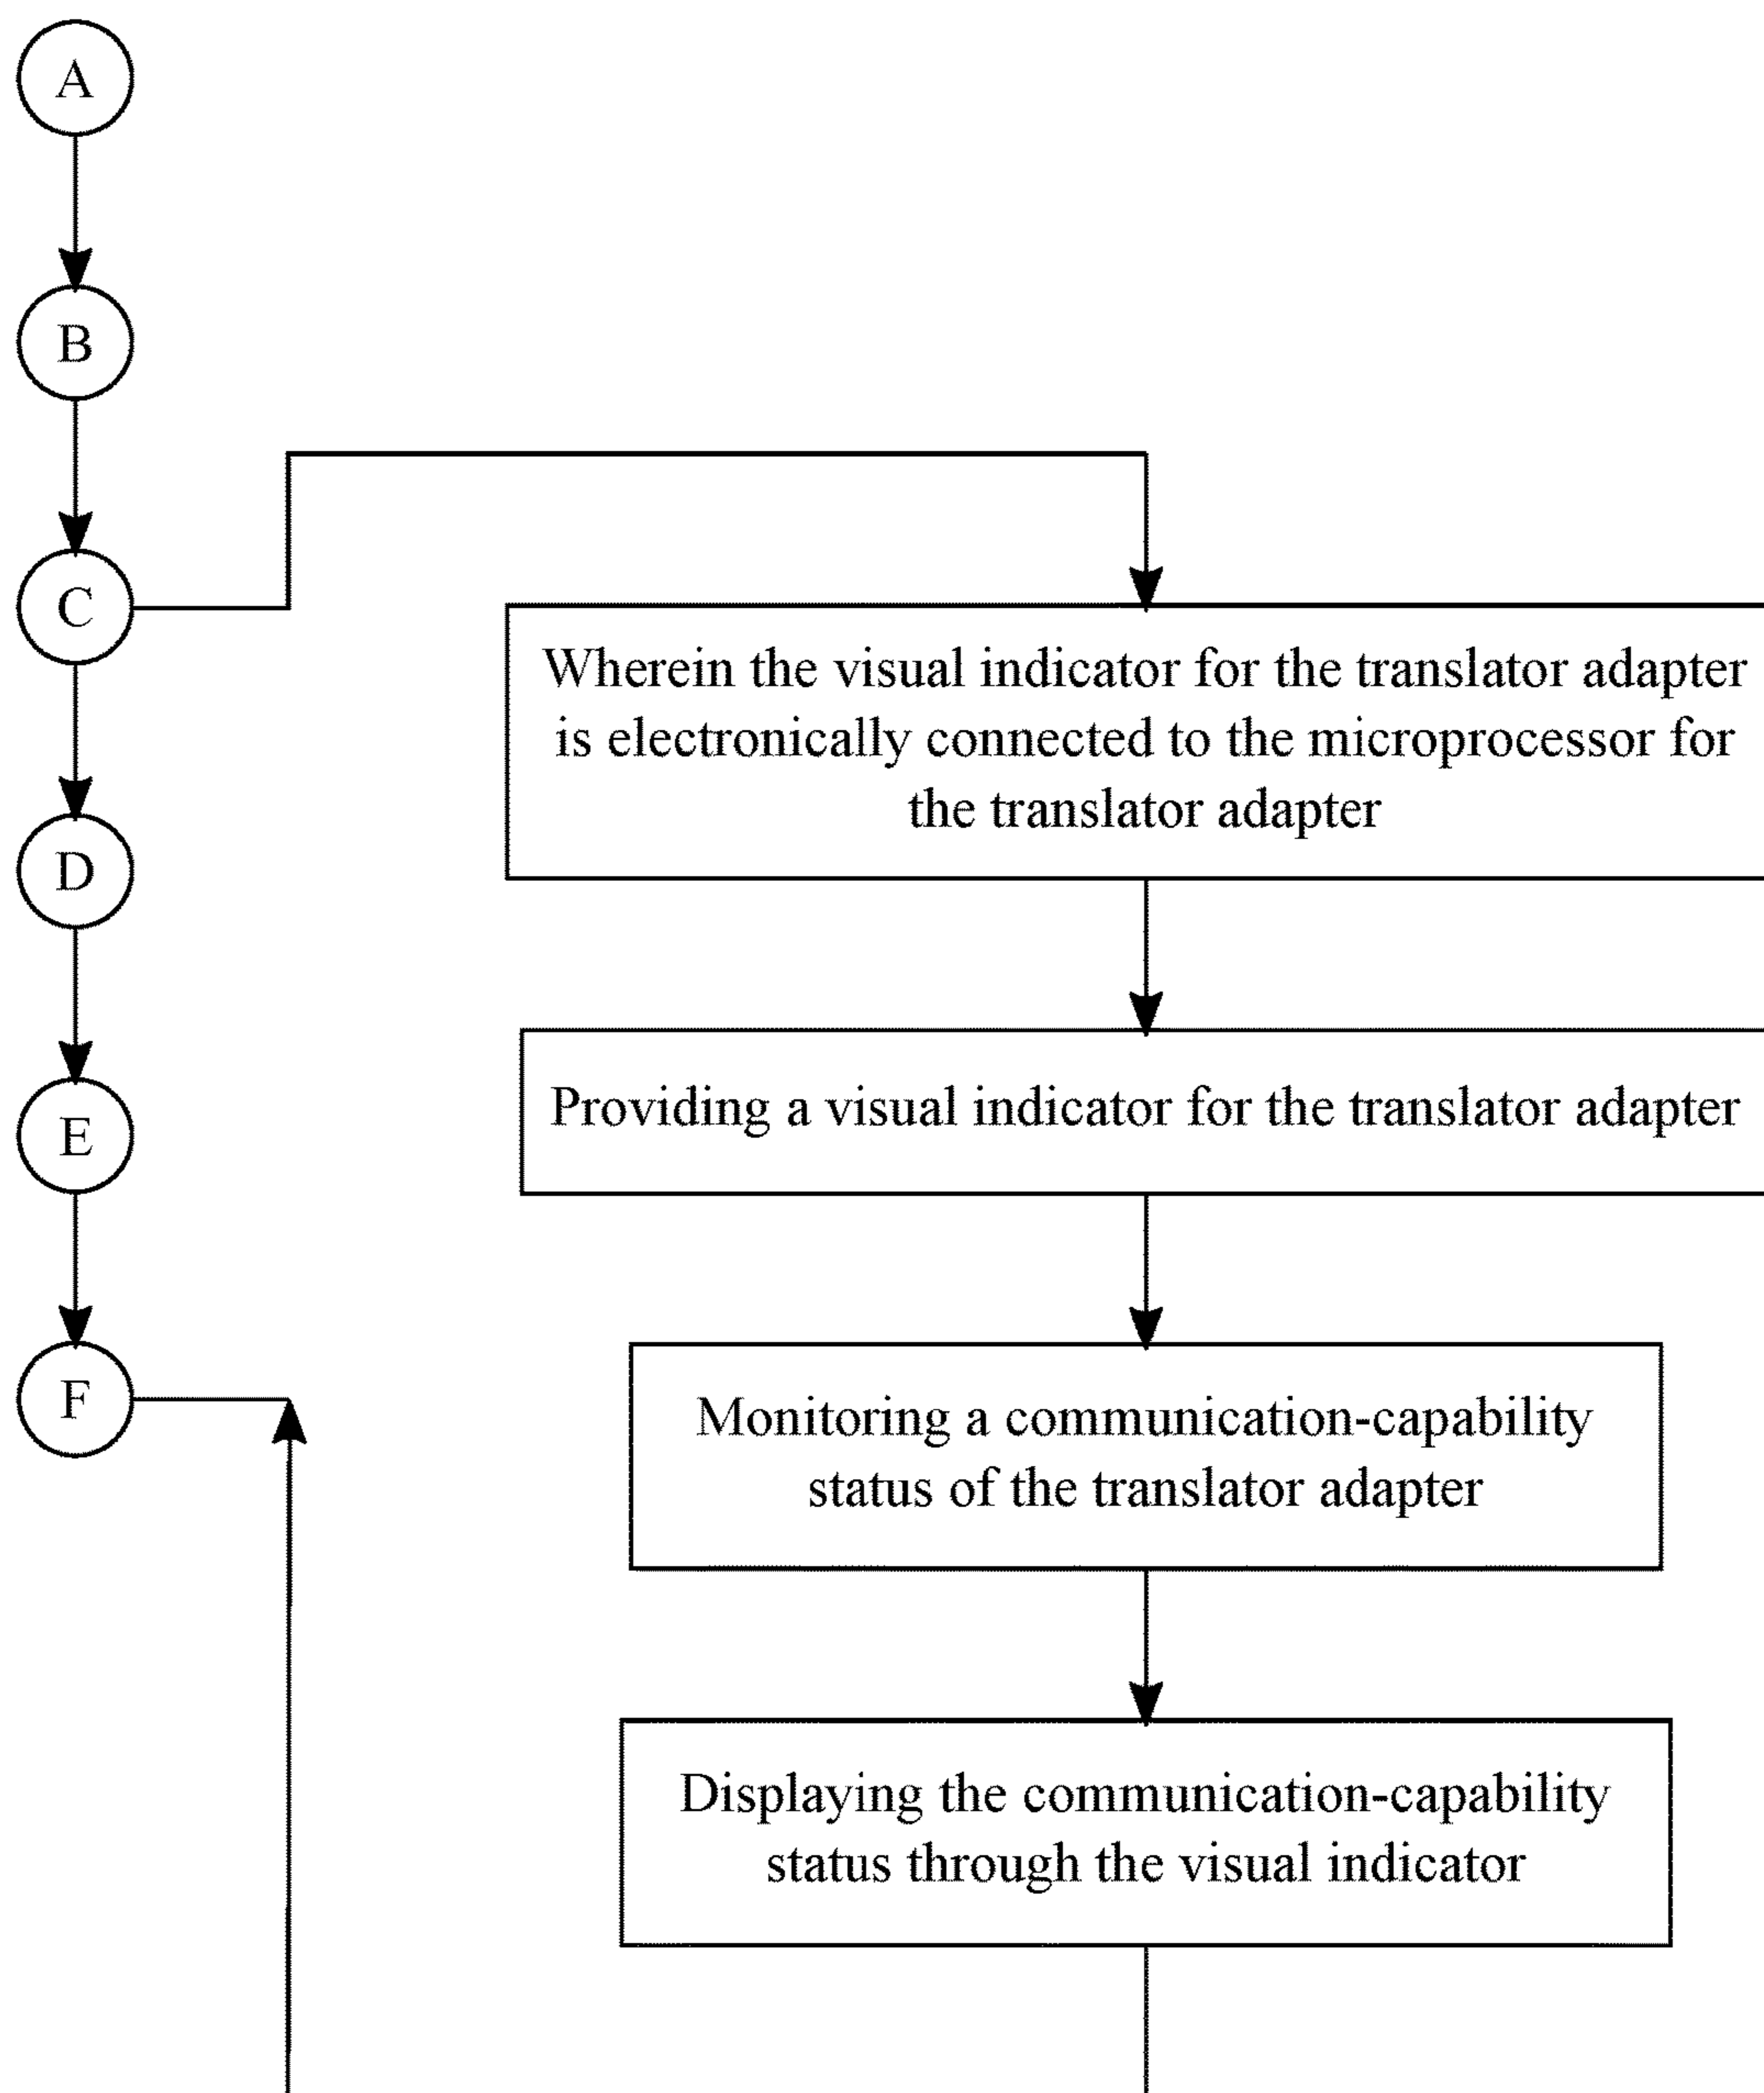 A
B
C
D
E
F
Wherein the visual indicator for the translator adapter
is electronically connected to the microprocessor for
the translator adapter
Providing a visual indicator for the translator adapter
Monitoring a communication-capability
status of the translator adapter
Displaying the communication-capability
status through the visual indicator